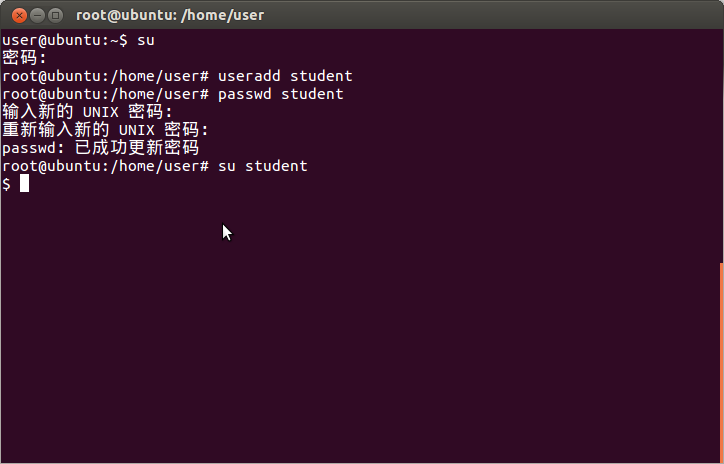 root@ubuntu: /home/user
user@ubuntu:~$ su
密码:
root@ubuntu:/home/user# useradd student
root@ubuntu:/home/user# passwd student
输入新的 UNIX 密码:
重新输入新的 UNIX 密码:
passwd: 已成功更新密码
root@ubuntu:/home/user# su student
$